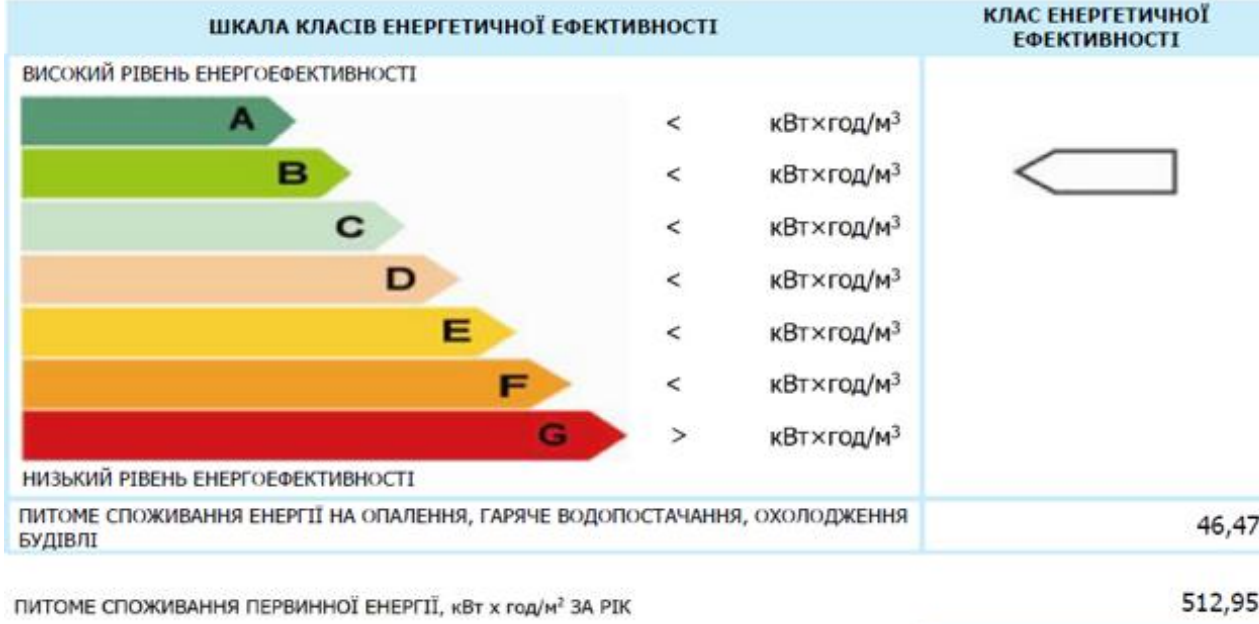 ШКАЛА КЛАСІВ ЕНЕРГЕТИЧНОЇ ЕФЕКТИВНОСТІ
КЛАС ЕНЕРГЕТИЧНОЇ
ЕФЕКТИВНОСТІ
ВИСОКИЙ РІВЕНЬ ЕНЕРГОЕФЕКТИВНОСТІ
A < кВт×год/м³
B < кВт×год/м³
C < кВт×год/м³
D < кВт×год/м³
E < кВт×год/м³
F < кВт×год/м³
G > кВт×год/м³
НИЗЬКИЙ РІВЕНЬ ЕНЕРГОЕФЕКТИВНОСТІ
ПИТОМЕ СПОЖИВАННЯ ЕНЕРГІЇ НА ОПАЛЕННЯ, ГАРЯЧЕ ВОДОПОСТАЧАННЯ, ОХОЛОДЖЕННЯ
БУДІВЛІ
46,47
ПИТОМЕ СПОЖИВАННЯ ПЕРВИННОЇ ЕНЕРГІЇ, кВт х год/м² ЗА РІК 512,95